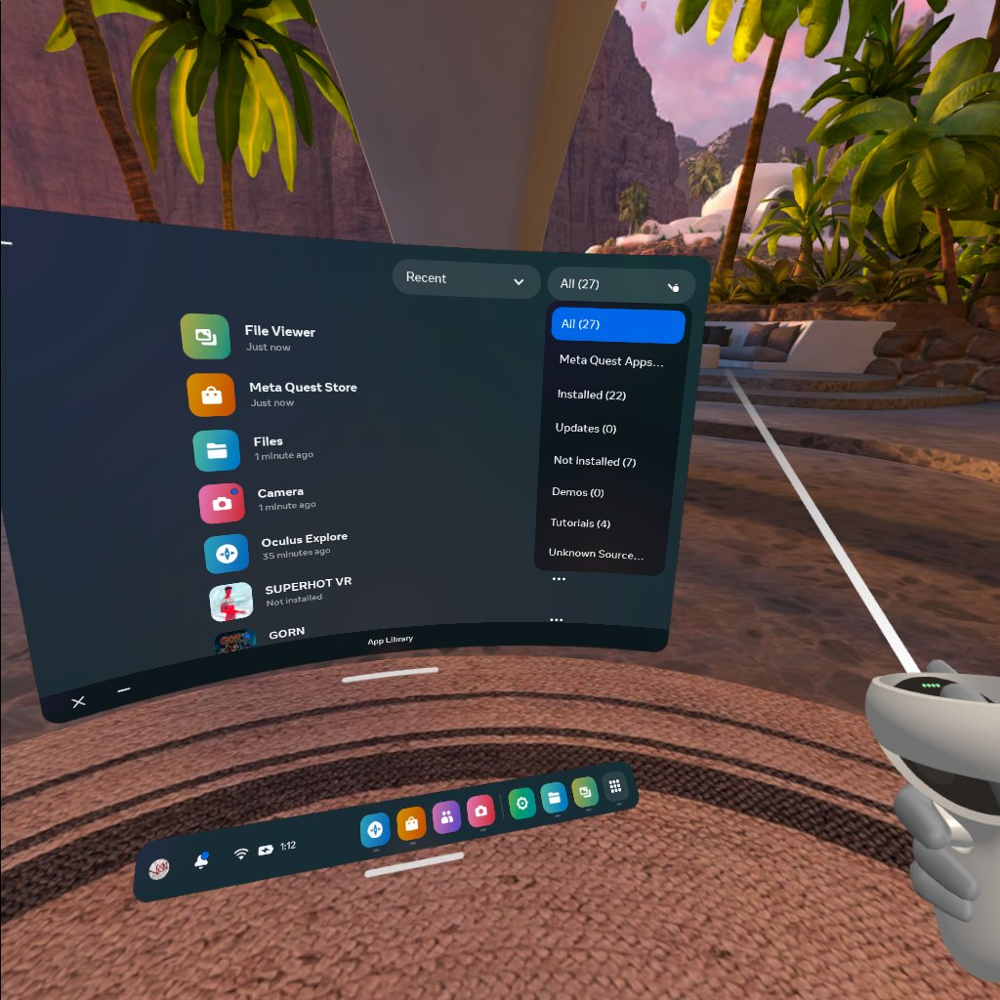 Recent
All (27)
All (27)
Meta Quest Apps...
Installed (22)
Updates (0)
Not Installed (7)
Demos (0)
Tutorials (4)
Unknown Source...
File Viewer
Just now
Meta Quest Store
Just now
Files
1 minute ago
Camera
1 minute ago
Oculus Explore
35 minutes ago
SUPERHOT VR
Not installed
GORN
App Library
1:12